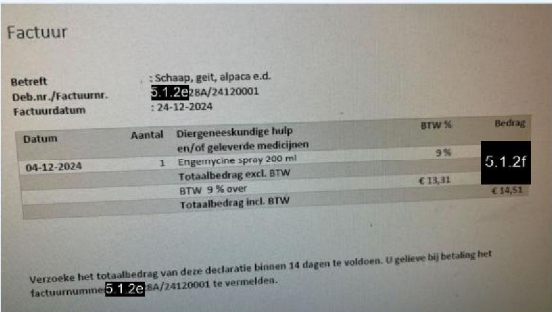 Factuur
Betreft : Schaap, geit, alpaca e.d.
Deb.nr./Factuurnr. 5.1.2e 28A/24120001
Factuurdatum : 24-12-2024
Datum Aantal Diergeneeskundige hulp BTW % Bedrag
en/of geleverde medicijnen
04-12-2024 1 Engemycine spray 200 ml 9 % 5.1.2f
Totaalbedrag excl. BTW
BTW 9 % over € 13,31
Totaalbedrag incl. BTW € 14,51
Verzoeke het totaalbedrag van deze declaratie binnen 14 dagen te voldoen. U gelieve bij betaling het
factuurnumme 5.1.2e 8A/24120001 te vermelden.